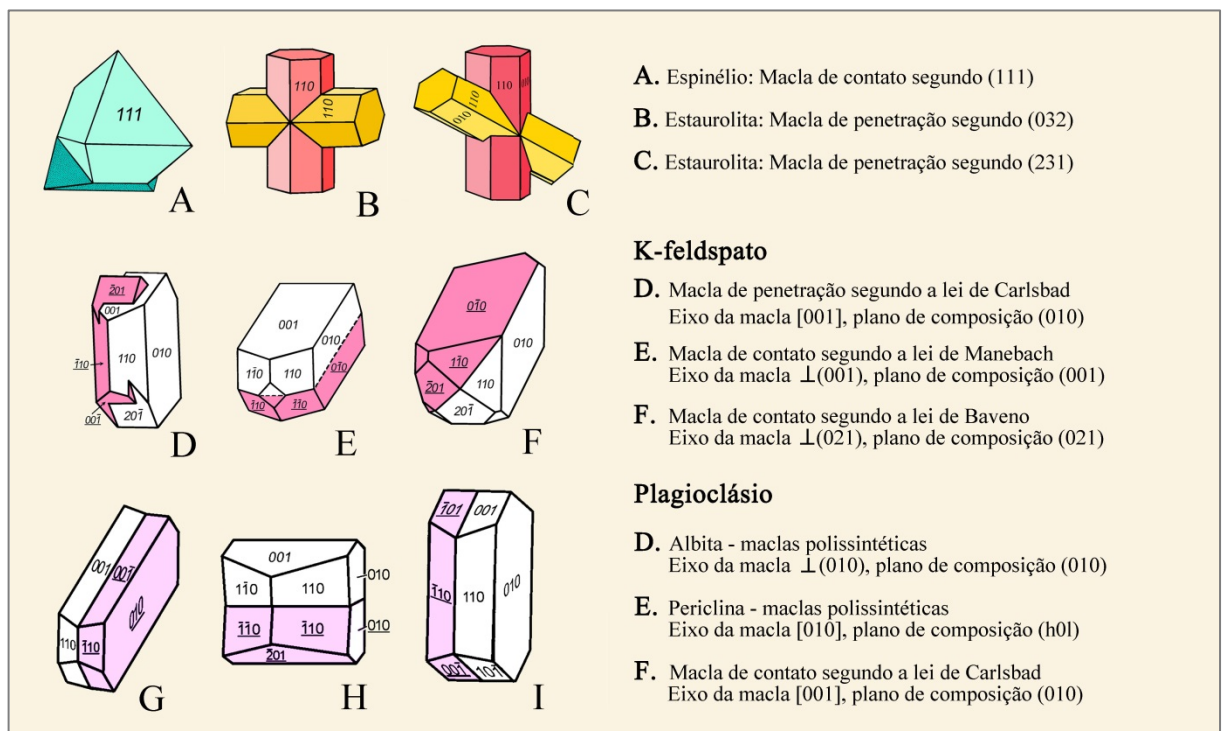 111
A
110
110
B
110
110
010
010
C
A. Espinélio: Macla de contato segundo (111)
B. Estaurolita: Macla de penetração segundo (032)
C. Estaurolita: Macla de penetração segundo (231)
2̄01
001
1̄10
110
010
001̄
201̄
D
001
010
01̄0
11̄0
110
1̄10
1̄1̄0
E
01̄0
010
11̄0
110
2̄01
201̄
F
K-feldspato
D. Macla de penetração segundo a lei de Carlsbad
Eixo da macla [001], plano de composição (010)
E. Macla de contato segundo a lei de Manebach
Eixo da macla ⊥(001), plano de composição (001)
F. Macla de contato segundo a lei de Baveno
Eixo da macla ⊥(021), plano de composição (021)
001
001̄
010
110
1̄10
G
001
11̄0
110
010
1̄1̄0
1̄10
010
2̄01
H
1̄01
001
1̄10
110
010
001̄
101̄
I
Plagioclásio
D. Albita - maclas polissintéticas
Eixo da macla ⊥(010), plano de composição (010)
E. Periclina - maclas polissintéticas
Eixo da macla [010], plano de composição (h0l)
F. Macla de contato segundo a lei de Carlsbad
Eixo da macla [001], plano de composição (010)